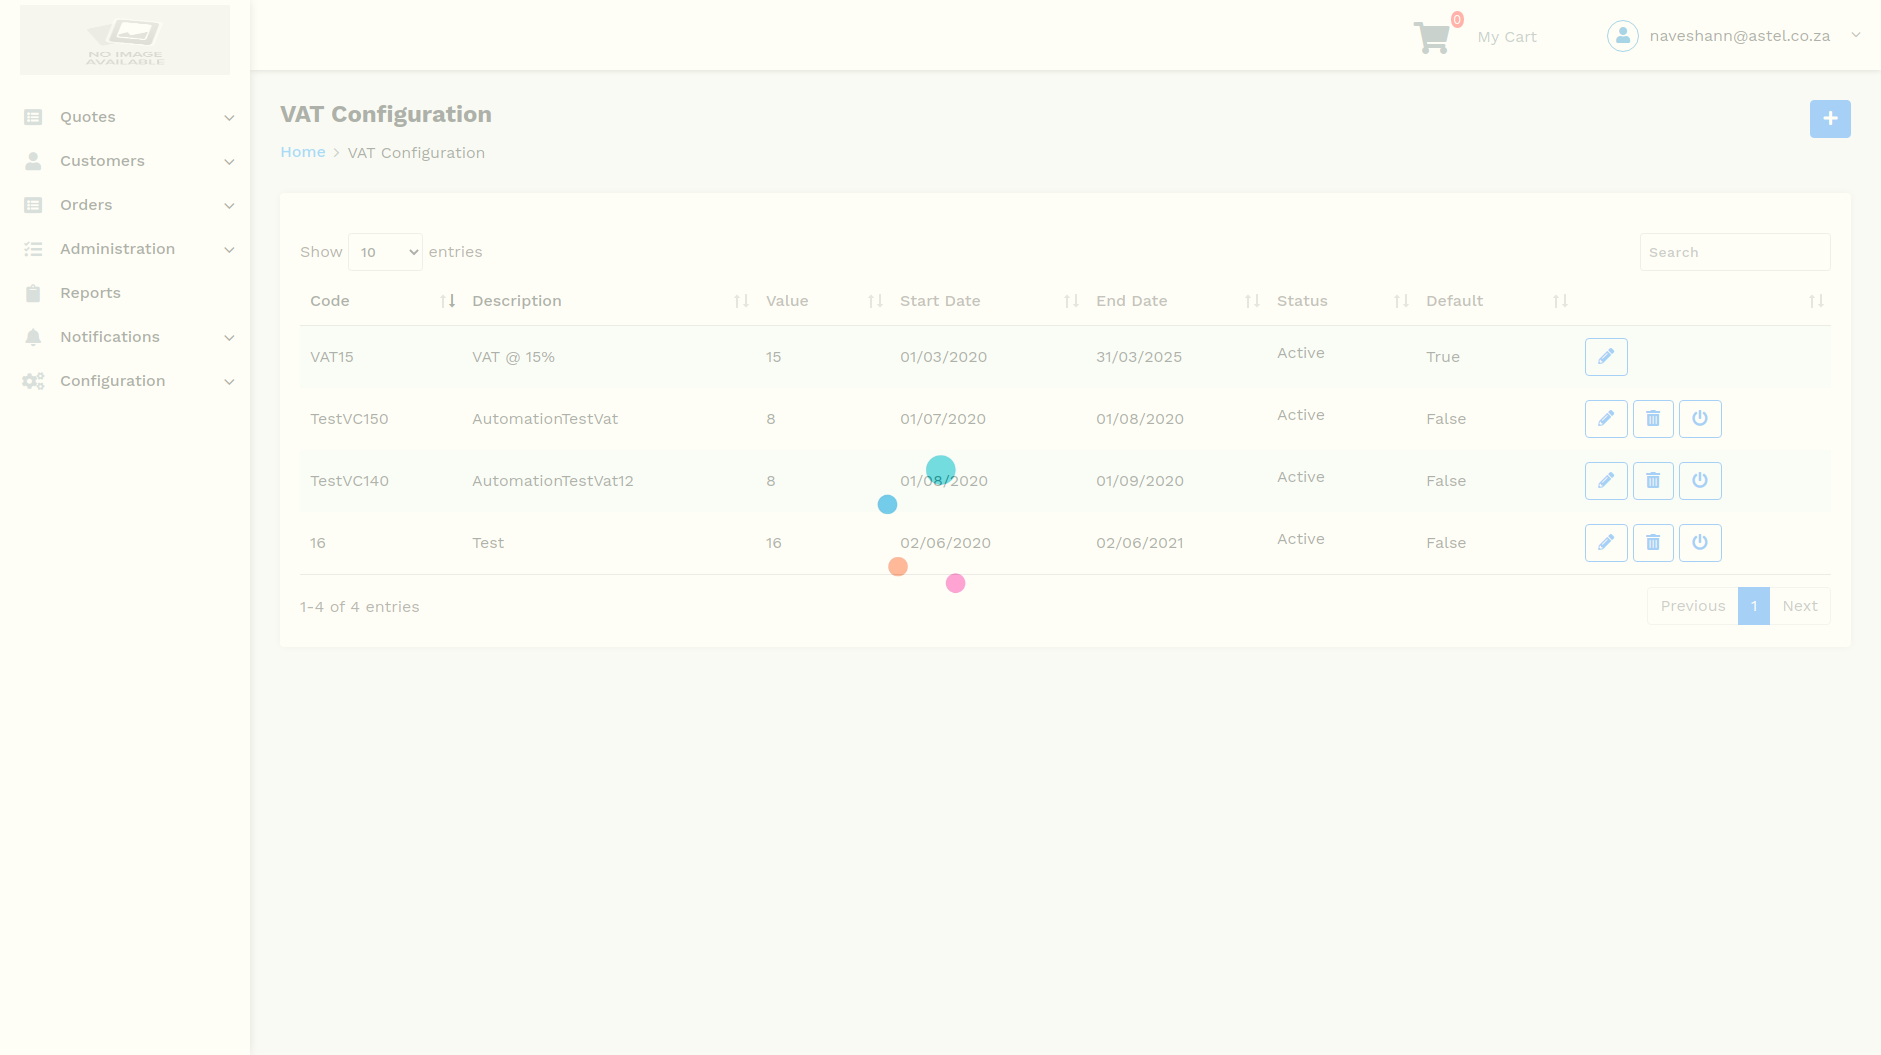 NO IMAGE
AVAILABLE
0
My Cart
naveshann@astel.co.za
Quotes
Customers
Orders
Administration
Reports
Notifications
Configuration
VAT Configuration
Home VAT Configuration
Show 10 entries
Search
Code Description Value Start Date End Date Status Default
VAT15 VAT @ 15% 15 01/03/2020 31/03/2025 Active True
TestVC150 AutomationTestVat 8 01/07/2020 01/08/2020 Active False
TestVC140 AutomationTestVat12 8 01/08/2020 01/09/2020 Active False
16 Test 16 02/06/2020 02/06/2021 Active False
1-4 of 4 entries
Previous 1 Next